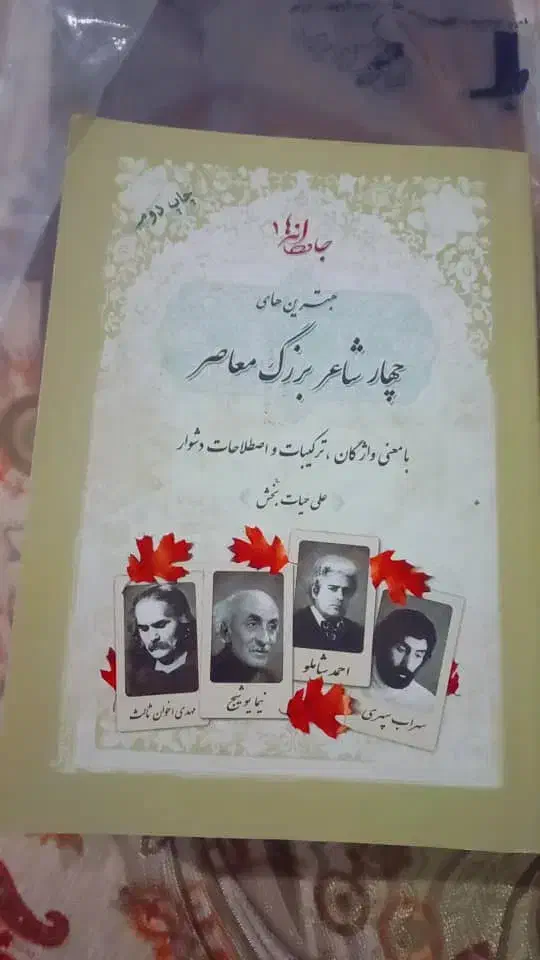 چاپ دوم
جاودانه‌ها ۱
بهترین های
چهار شاعر بزرگ معاصر
با معنی واژگان، ترکیبات و اصطلاحات دشوار
علی حیات بخش
احمد شاملو
سهراب سپهری
نیما یوشیج
مهدی اخوان ثالث